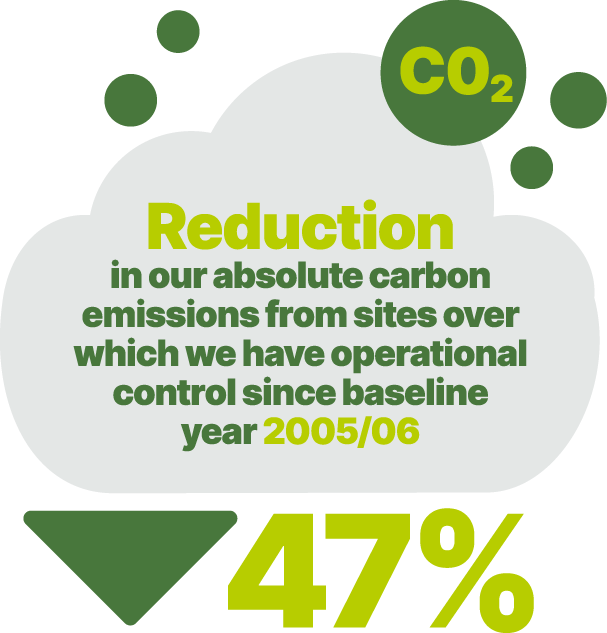 CO₂
Reduction
in our absolute carbon
emissions from sites over
which we have operational
control since baseline
year 2005/06
47%